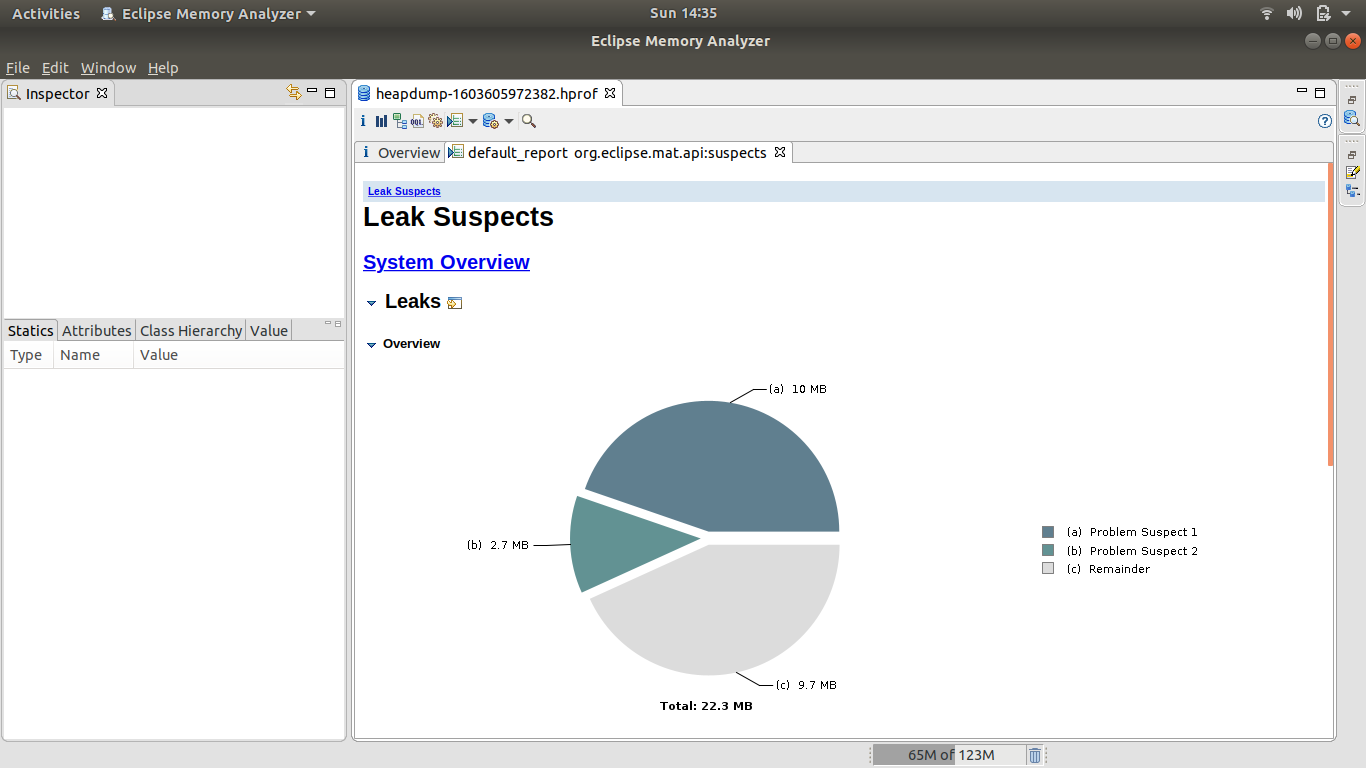 Activities Eclipse Memory Analyzer Sun 14:35
Eclipse Memory Analyzer
File Edit Window Help
Inspector
heapdump-1603605972382.hprof
i OQL ?
i Overview default_report org.eclipse.mat.api:suspects
Leak Suspects
Leak Suspects
System Overview
Leaks
Overview
Statics Attributes Class Hierarchy Value
Type Name Value
(a) 10 MB
(b) 2.7 MB
(c) 9.7 MB
Total: 22.3 MB
(a) Problem Suspect 1
(b) Problem Suspect 2
(c) Remainder
65M of 123M